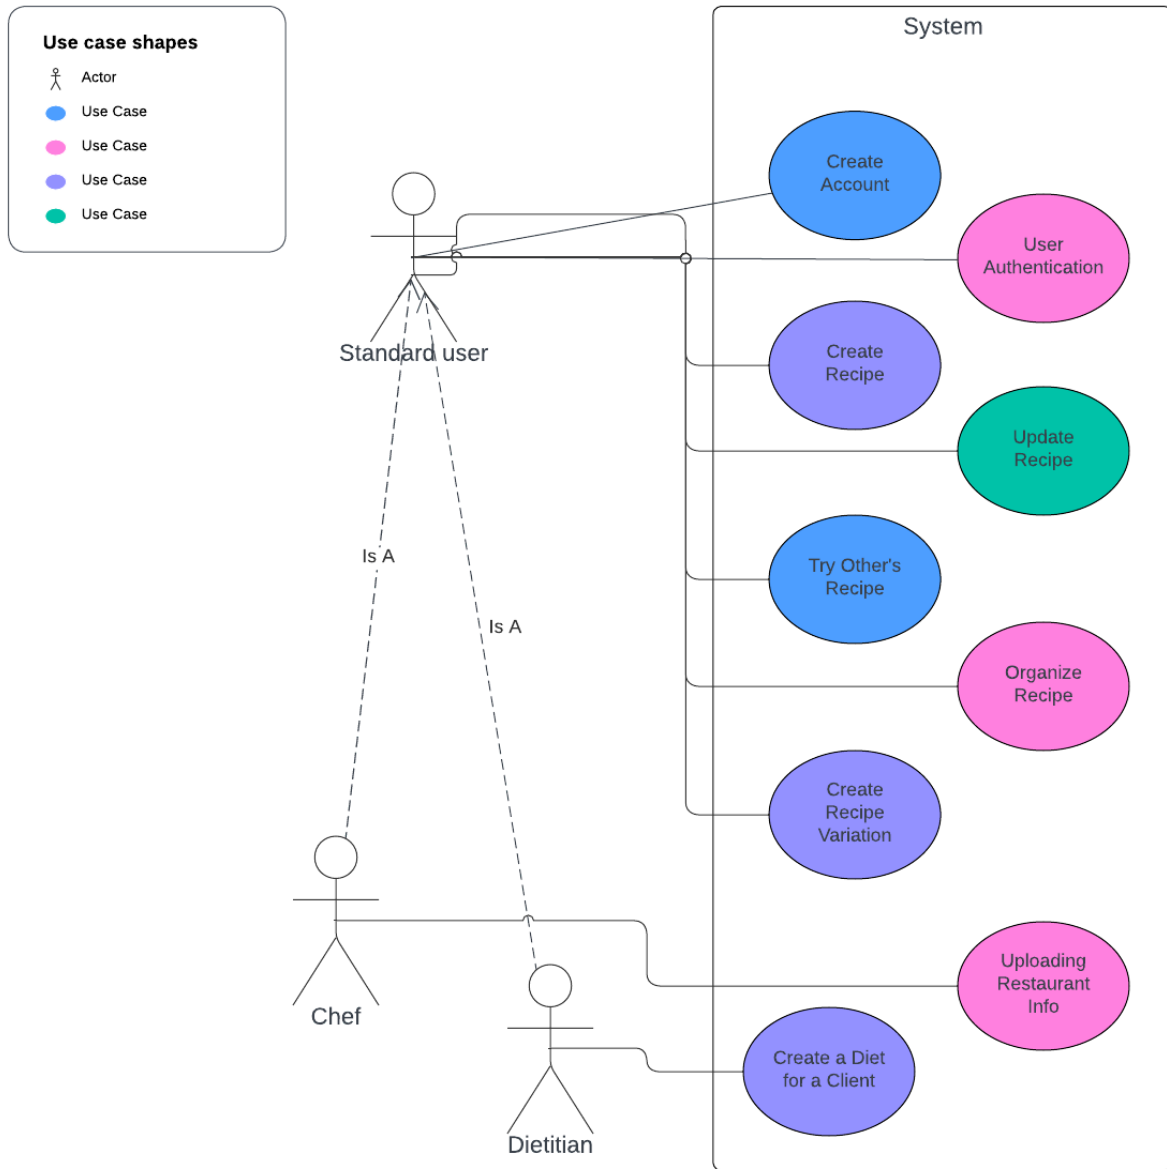 Use case shapes
Actor
Use Case
Use Case
Use Case
Use Case
System
Create
Account
User
Authentication
Standard user
Create
Recipe
Update
Recipe
Is A
Try Other's
Recipe
Is A
Organize
Recipe
Create
Recipe
Variation
Uploading
Restaurant
Info
Chef
Create a Diet
for a Client
Dietitian